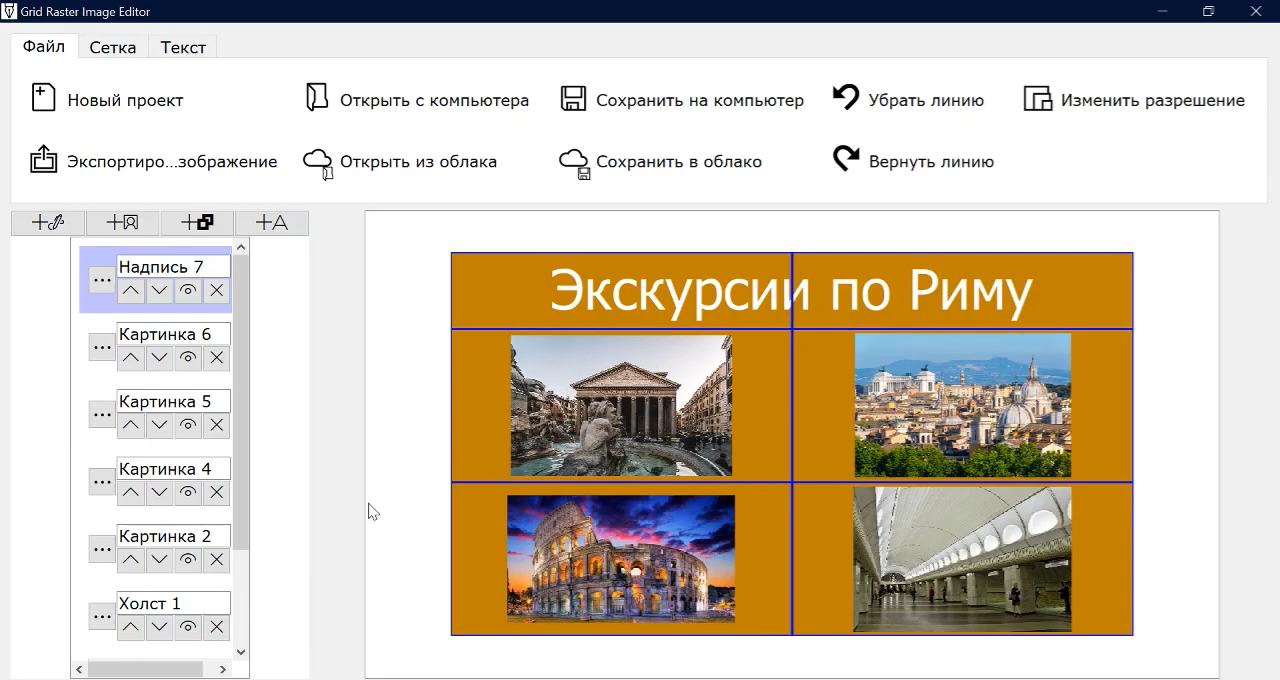 Grid Raster Image Editor
Файл Сетка Текст
Новый проект Открыть с компьютера Сохранить на компьютер Убрать линию Изменить разрешение
Экспортиро...зображение Открыть из облака Сохранить в облако Вернуть линию
Надпись 7
Картинка 6
Картинка 5
Картинка 4
Картинка 2
Холст 1
Экскурсии по Риму